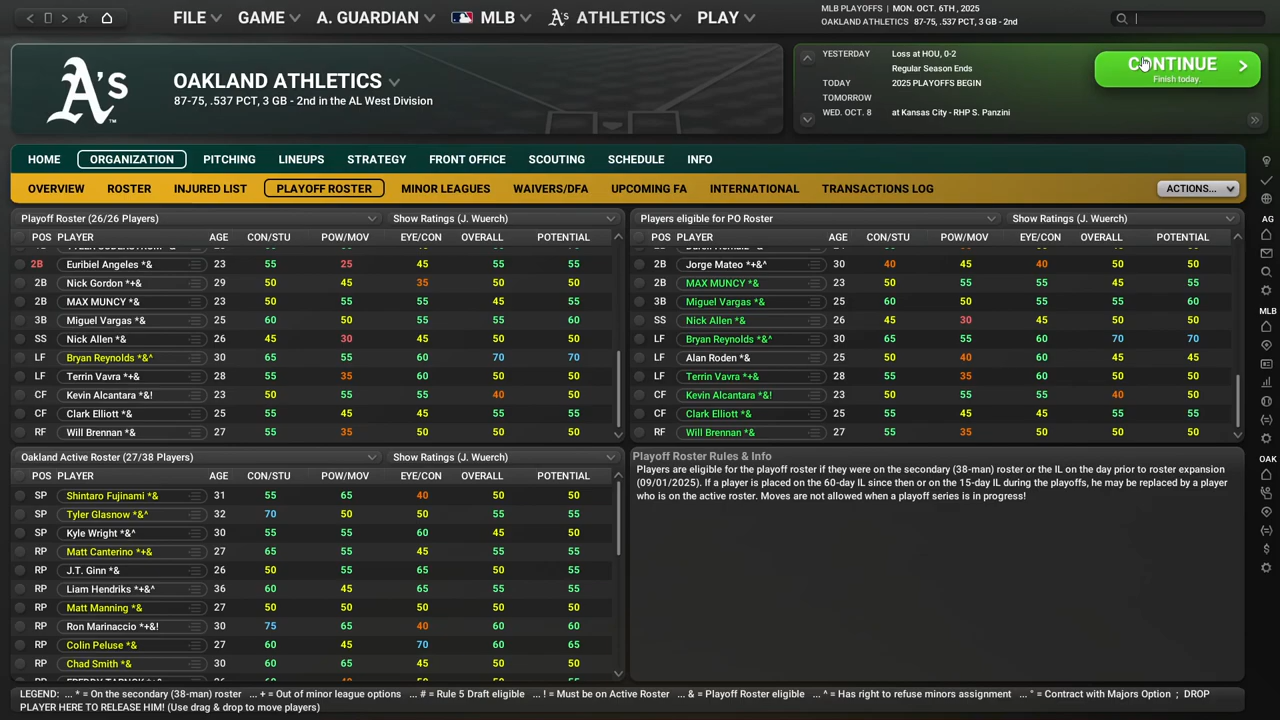 FILE GAME A. GUARDIAN MLB A's ATHLETICS PLAY
MLB PLAYOFFS | MON. OCT. 6TH , 2025
OAKLAND ATHLETICS 87-75, .537 PCT, 3 GB - 2nd
A's
OAKLAND ATHLETICS
87-75, .537 PCT, 3 GB - 2nd in the AL West Division
YESTERDAY Loss at HOU, 0-2
Regular Season Ends
TODAY 2025 PLAYOFFS BEGIN
TOMORROW
WED. OCT. 8 at Kansas City - RHP S. Panzini
CONTINUE
Finish today.
HOME ORGANIZATION PITCHING LINEUPS STRATEGY FRONT OFFICE SCOUTING SCHEDULE INFO
OVERVIEW ROSTER INJURED LIST PLAYOFF ROSTER MINOR LEAGUES WAIVERS/DFA UPCOMING FA INTERNATIONAL TRANSACTIONS LOG ACTIONS...
Playoff Roster (26/26 Players) Show Ratings (J. Wuerch)
POS PLAYER AGE CON/STU POW/MOV EYE/CON OVERALL POTENTIAL
2B Euribiel Angeles *& 23 55 25 45 55 55
2B Nick Gordon *+& 29 50 45 35 50 50
2B MAX MUNCY *& 23 50 55 55 45 55
3B Miguel Vargas *& 25 60 50 55 55 60
SS Nick Allen *& 26 45 30 45 50 50
LF Bryan Reynolds *&^ 30 65 55 60 70 70
LF Terrin Vavra *+& 28 55 35 60 50 50
CF Kevin Alcantara *&! 23 50 55 55 40 55
CF Clark Elliott *& 25 55 45 45 55 55
RF Will Brennan *& 27 55 35 50 50 50
Players eligible for PO Roster Show Ratings (J. Wuerch)
POS PLAYER AGE CON/STU POW/MOV EYE/CON OVERALL POTENTIAL
2B Jorge Mateo *+&^ 30 40 45 40 50 50
2B MAX MUNCY *& 23 50 55 55 45 55
3B Miguel Vargas *& 25 60 50 55 55 60
SS Nick Allen *& 26 45 30 45 50 50
LF Bryan Reynolds *&^ 30 65 55 60 70 70
LF Alan Roden *& 25 50 40 55 45 45
LF Terrin Vavra *+& 28 55 35 60 50 50
CF Kevin Alcantara *&! 23 50 55 55 40 55
CF Clark Elliott *& 25 55 45 45 55 55
RF Will Brennan *& 27 55 35 50 50 50
Oakland Active Roster (27/38 Players) Show Ratings (J. Wuerch)
POS PLAYER AGE CON/STU POW/MOV EYE/CON OVERALL POTENTIAL
SP Shintaro Fujinami *& 31 55 65 40 50 50
SP Tyler Glasnow *&^ 32 70 50 50 55 55
SP Kyle Wright *&^ 30 55 55 60 45 50
RP Matt Canterino *+& 27 65 55 45 55 55
RP J.T. Ginn *& 26 50 55 65 55 55
RP Liam Hendriks *+&^ 36 60 45 65 50 55
RP Matt Manning *& 27 50 50 50 50 50
RP Ron Marinaccio *+&! 30 75 65 40 60 60
RP Colin Peluse *& 27 60 45 70 60 65
RP Chad Smith *& 30 60 65 45 50 50
Playoff Roster Rules & Info
Players are eligible for the playoff roster if they were on the secondary (38-man) roster or the IL on the day prior to roster expansion
(09/01/2025). If a player is placed on the 60-day IL since then or on the 15-day IL during the playoffs, he may be replaced by a player
who is on the active roster. Moves are not allowed when a playoff series is in progress!
AG
MLB
OAK
LEGEND: ... * = On the secondary (38-man) roster ... + = Out of minor league options ... # = Rule 5 Draft eligible ... ! = Must be on Active Roster ... & = Playoff Roster eligible ... ^ = Has right to refuse minors assignment ... ° = Contract with Majors Option ; DROP
PLAYER HERE TO RELEASE HIM! (Use drag & drop to move players)